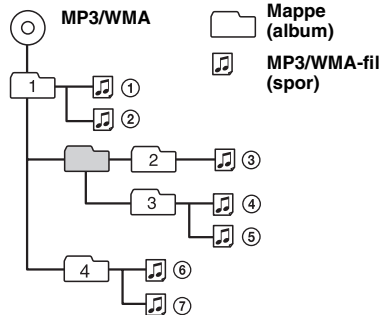 MP3/WMA
Mappe
(album)
MP3/WMA-fil
(spor)
1 ①
②
2 ③
3 ④
⑤
4 ⑥
⑦